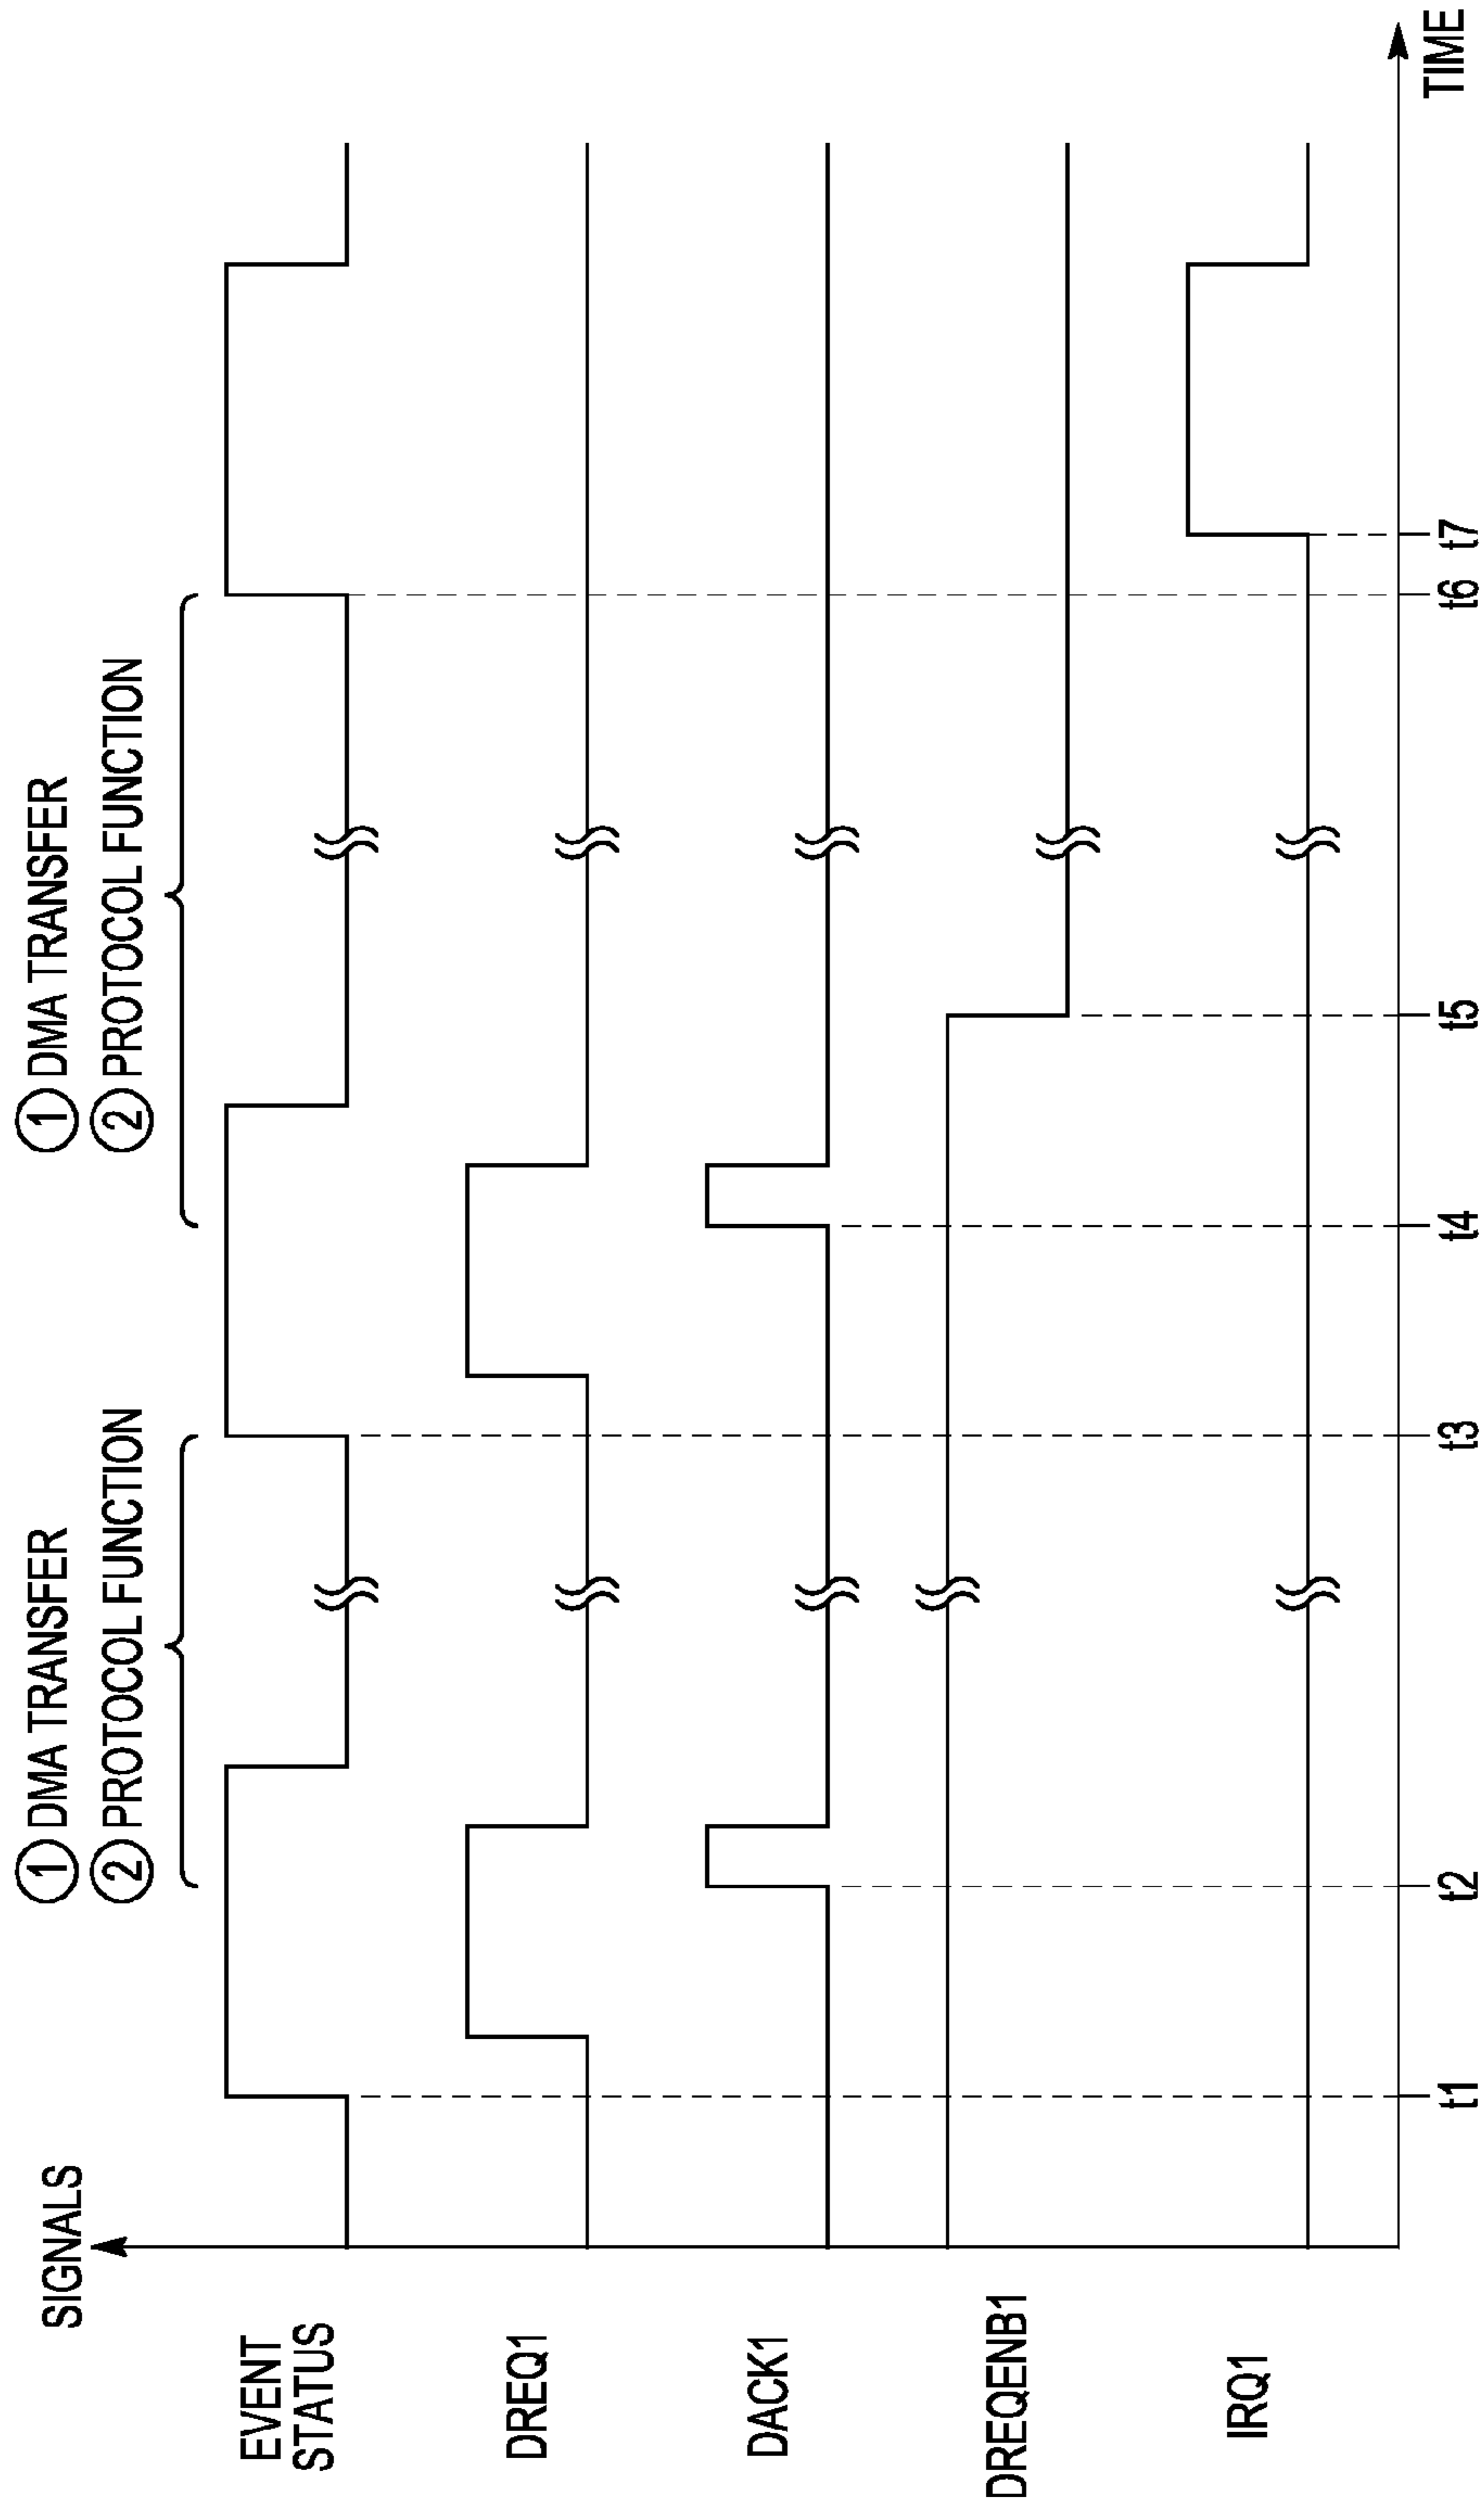 SIGNALS
① DMA TRANSFER
② PROTOCOL FUNCTION
① DMA TRANSFER
② PROTOCOL FUNCTION
EVENT
STATUS
DREQ1
DACK1
DREQENB1
IRQ1
t1
t2
t3
t4
t5
t6
t7
TIME